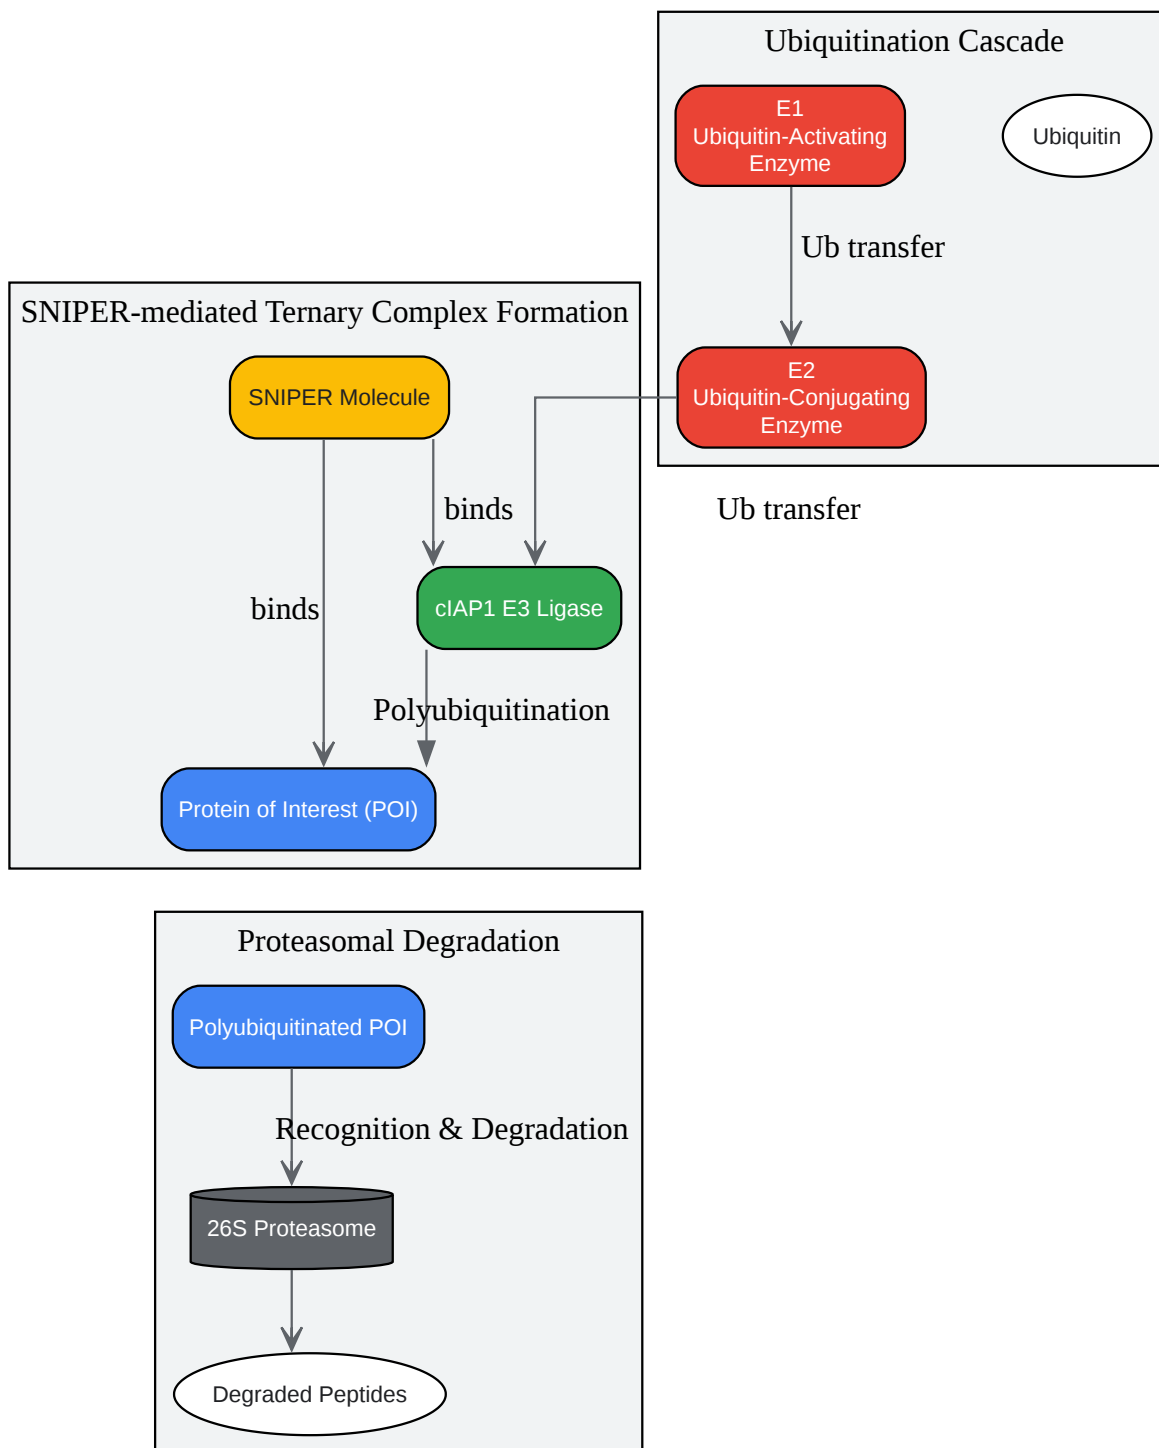 Ubiquitination Cascade
E1
Ubiquitin-Activating
Enzyme
Ubiquitin
Ub transfer
SNIPER-mediated Ternary Complex Formation
SNIPER Molecule
E2
Ubiquitin-Conjugating
Enzyme
binds
Ub transfer
cIAP1 E3 Ligase
binds
Polyubiquitination
Protein of Interest (POI)
Proteasomal Degradation
Polyubiquitinated POI
Recognition & Degradation
26S Proteasome
Degraded Peptides